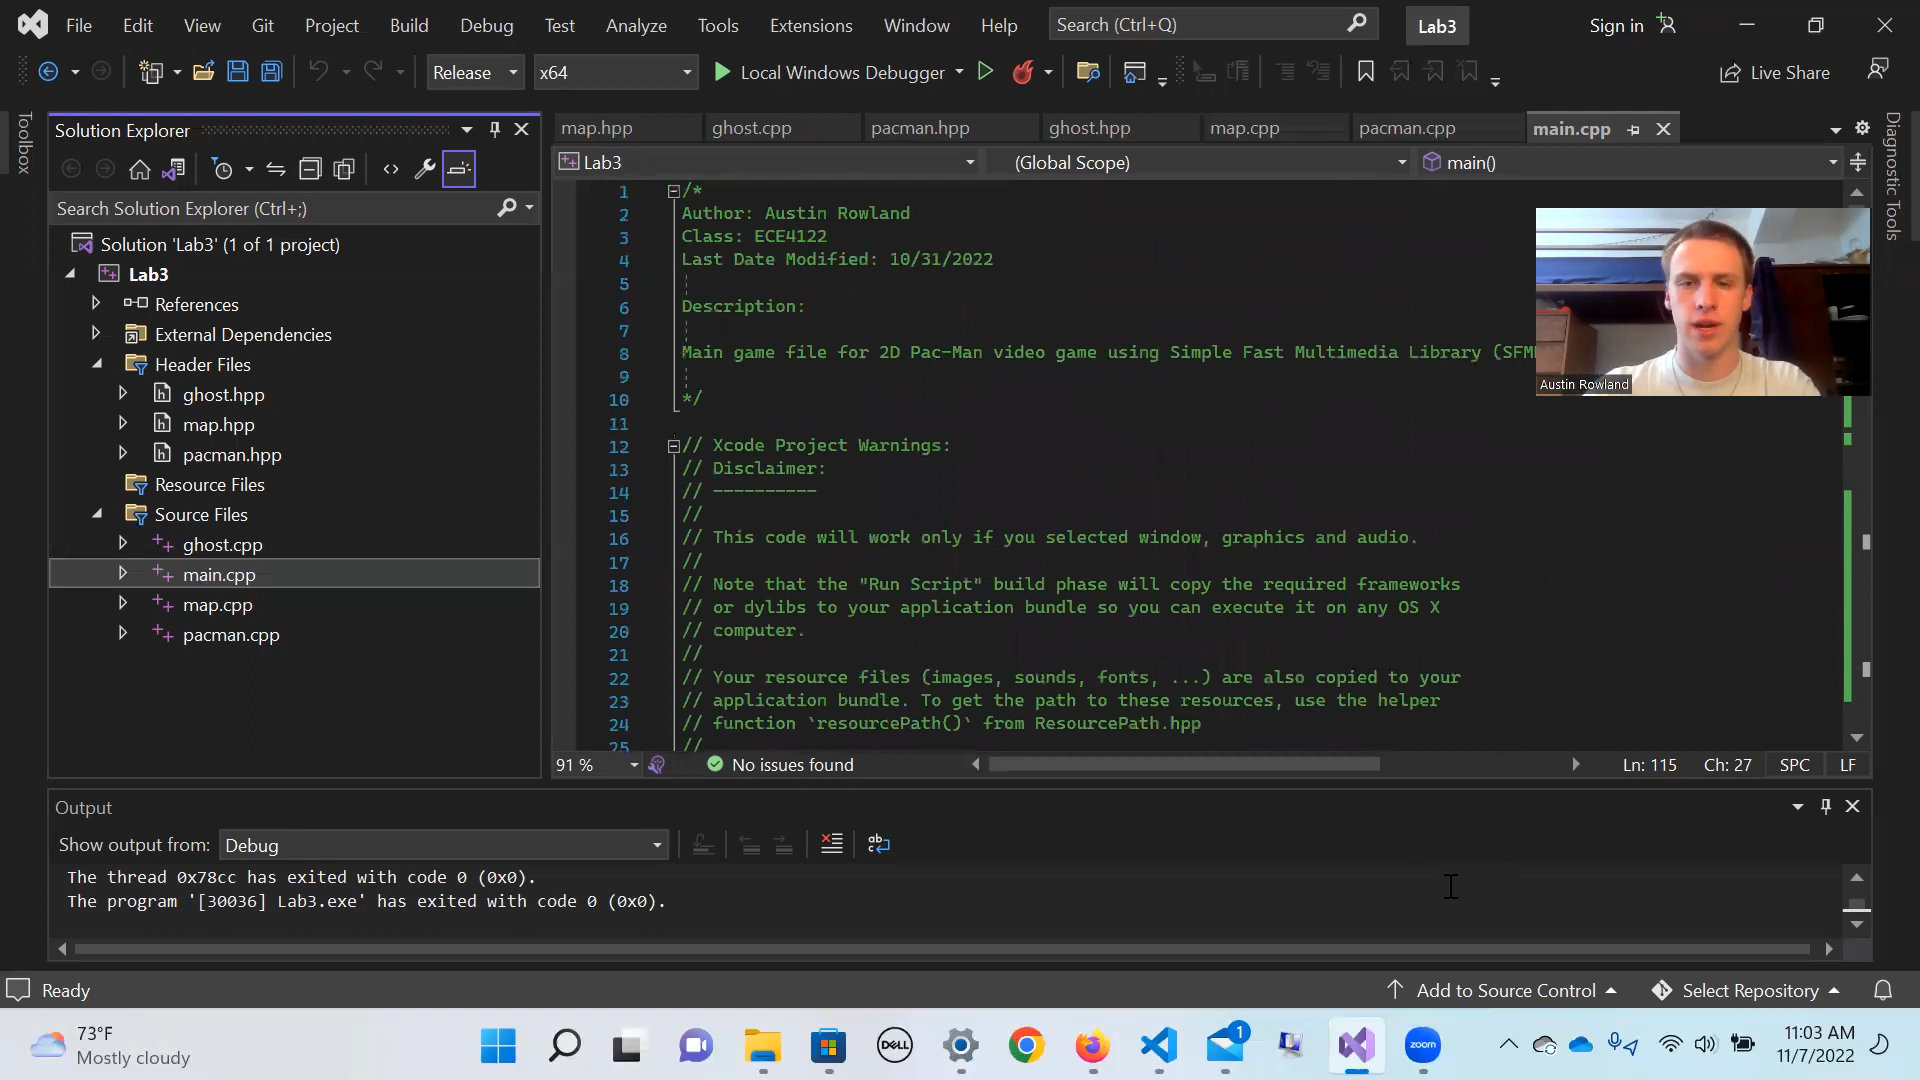 File Edit View Git Project Build Debug Test Analyze Tools Extensions Window Help Search (Ctrl+Q) Lab3 Sign in
Release x64 Local Windows Debugger Live Share
Toolbox
Solution Explorer
Search Solution Explorer (Ctrl+;)
Solution 'Lab3' (1 of 1 project)
Lab3
References
External Dependencies
Header Files
ghost.hpp
map.hpp
pacman.hpp
Resource Files
Source Files
ghost.cpp
main.cpp
map.cpp
pacman.cpp
map.hpp ghost.cpp pacman.hpp ghost.hpp map.cpp pacman.cpp main.cpp
Lab3 (Global Scope) main()
1 /*
2 Author: Austin Rowland
3 Class: ECE4122
4 Last Date Modified: 10/31/2022
5
6 Description:
7
8 Main game file for 2D Pac-Man video game using Simple Fast Multimedia Library (SFM
9
10 */
11
12 // Xcode Project Warnings:
13 // Disclaimer:
14 // ----------
15 //
16 // This code will work only if you selected window, graphics and audio.
17 //
18 // Note that the "Run Script" build phase will copy the required frameworks
19 // or dylibs to your application bundle so you can execute it on any OS X
20 // computer.
21 //
22 // Your resource files (images, sounds, fonts, ...) are also copied to your
23 // application bundle. To get the path to these resources, use the helper
24 // function `resourcePath()` from ResourcePath.hpp
25 //
Austin Rowland
Diagnostic Tools
91 % No issues found Ln: 115 Ch: 27 SPC LF
Output
Show output from: Debug
The thread 0x78cc has exited with code 0 (0x0).
The program '[30036] Lab3.exe' has exited with code 0 (0x0).
Ready Add to Source Control Select Repository
73°F
Mostly cloudy
DELL
1
zoom
11:03 AM
11/7/2022